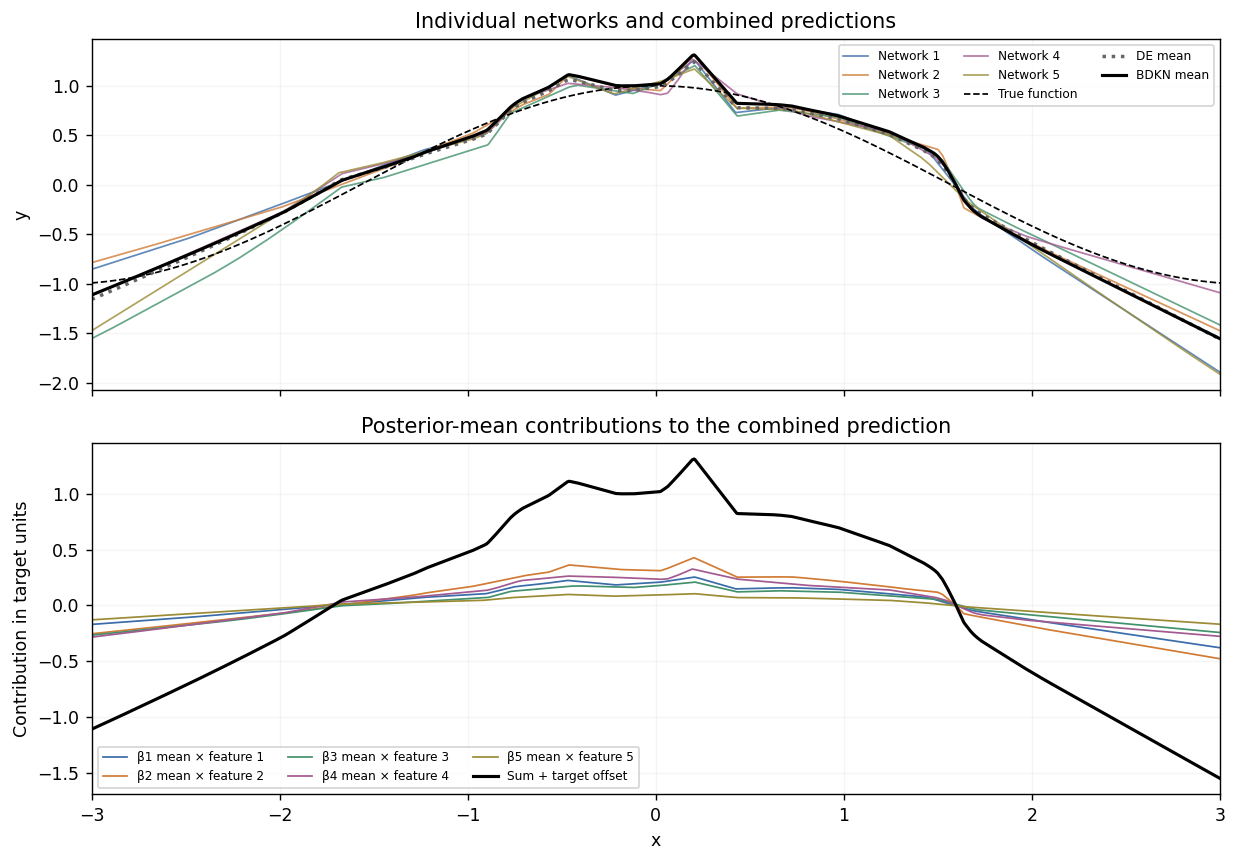 Individual networks and combined predictions
Network 1 Network 4 DE mean
Network 2 Network 5 BDKN mean
Network 3 True function
1.0
0.5
0.0
−0.5
−1.0
−1.5
−2.0
y
Posterior-mean contributions to the combined prediction
1.0
0.5
0.0
−0.5
−1.0
−1.5
Contribution in target units
β1 mean × feature 1 β3 mean × feature 3 β5 mean × feature 5
β2 mean × feature 2 β4 mean × feature 4 Sum + target offset
−3 −2 −1 0 1 2 3
x